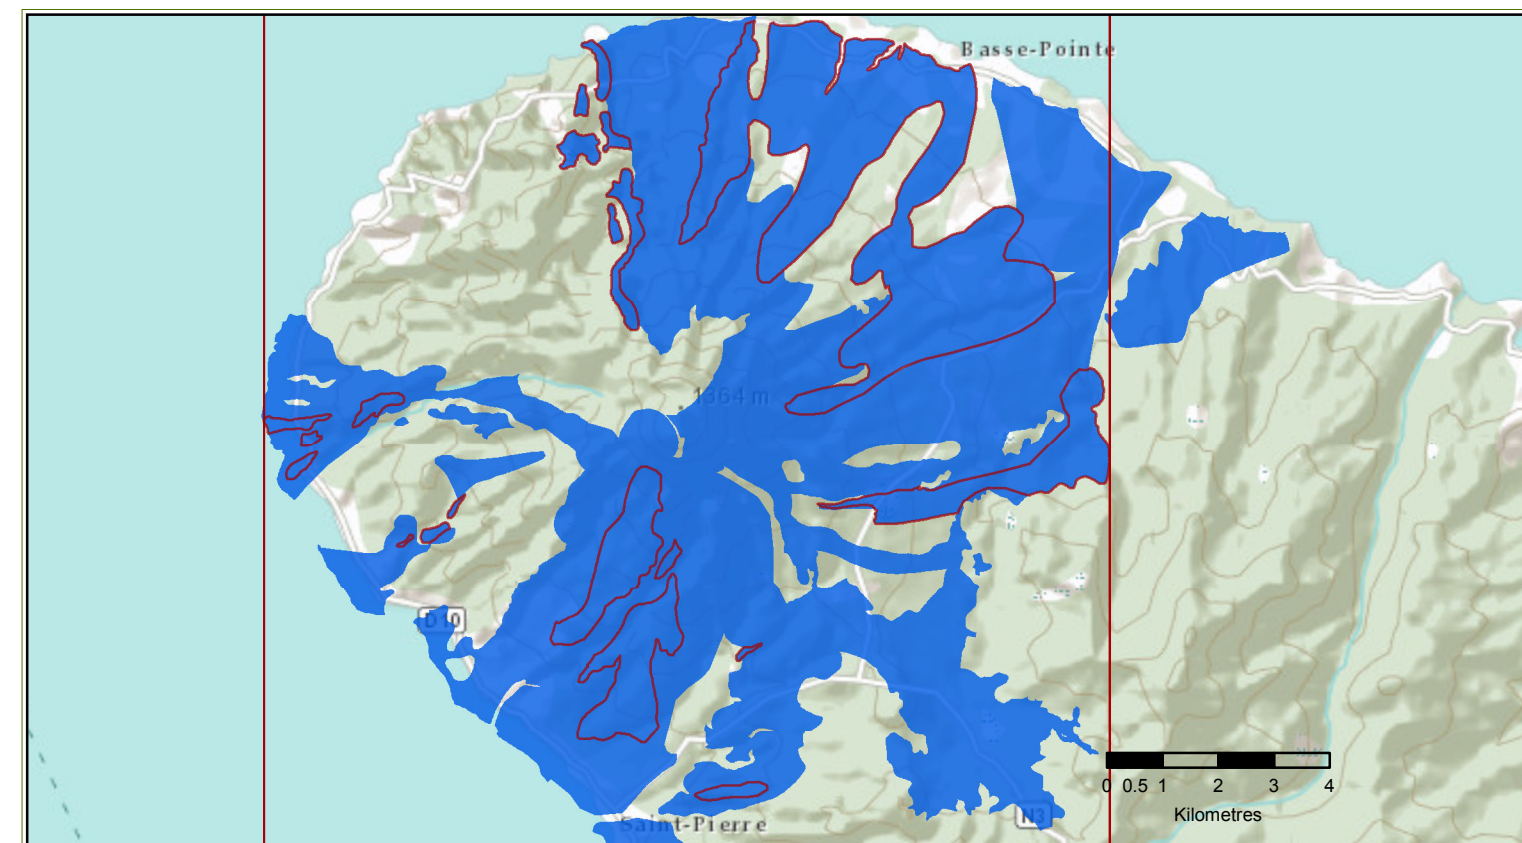 Basse-Pointe
1364 m
D10
0 0.5 1 2 3 4
Kilometres
N3
Saint-Pierre